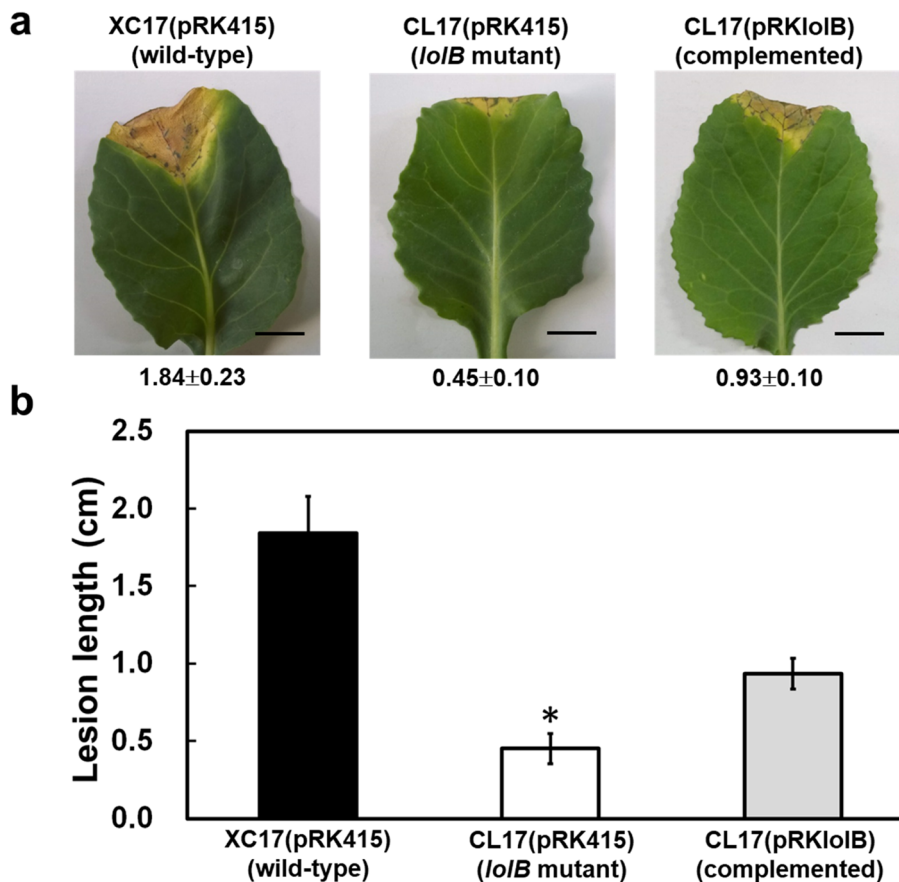 a
XC17(pRK415)
(wild-type)
CL17(pRK415)
(lolB mutant)
CL17(pRKlolB)
(complemented)
1.84±0.23
0.45±0.10
0.93±0.10
b
Lesion length (cm)
2.5
2.0
1.5
1.0
0.5
0.0
*
XC17(pRK415)
(wild-type)
CL17(pRK415)
(lolB mutant)
CL17(pRKlolB)
(complemented)